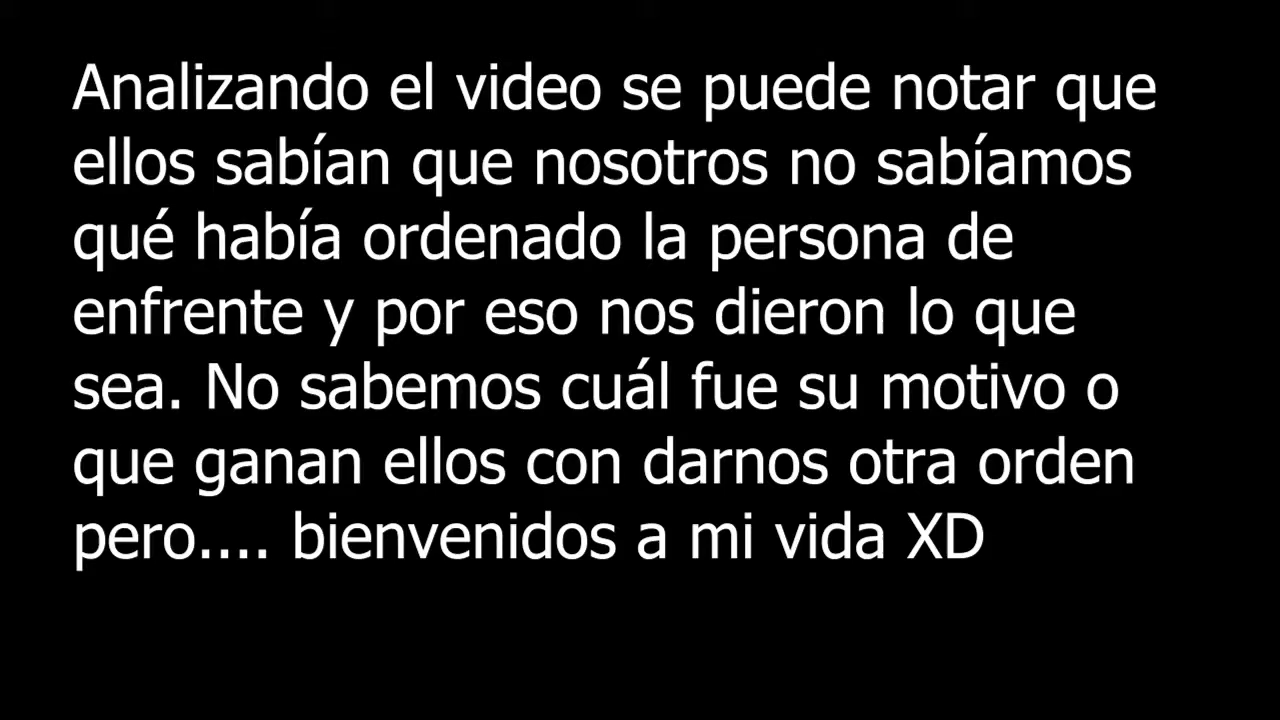 Analizando el video se puede notar que
ellos sabían que nosotros no sabíamos
qué había ordenado la persona de
enfrente y por eso nos dieron lo que
sea. No sabemos cuál fue su motivo o
que ganan ellos con darnos otra orden
pero.... bienvenidos a mi vida XD